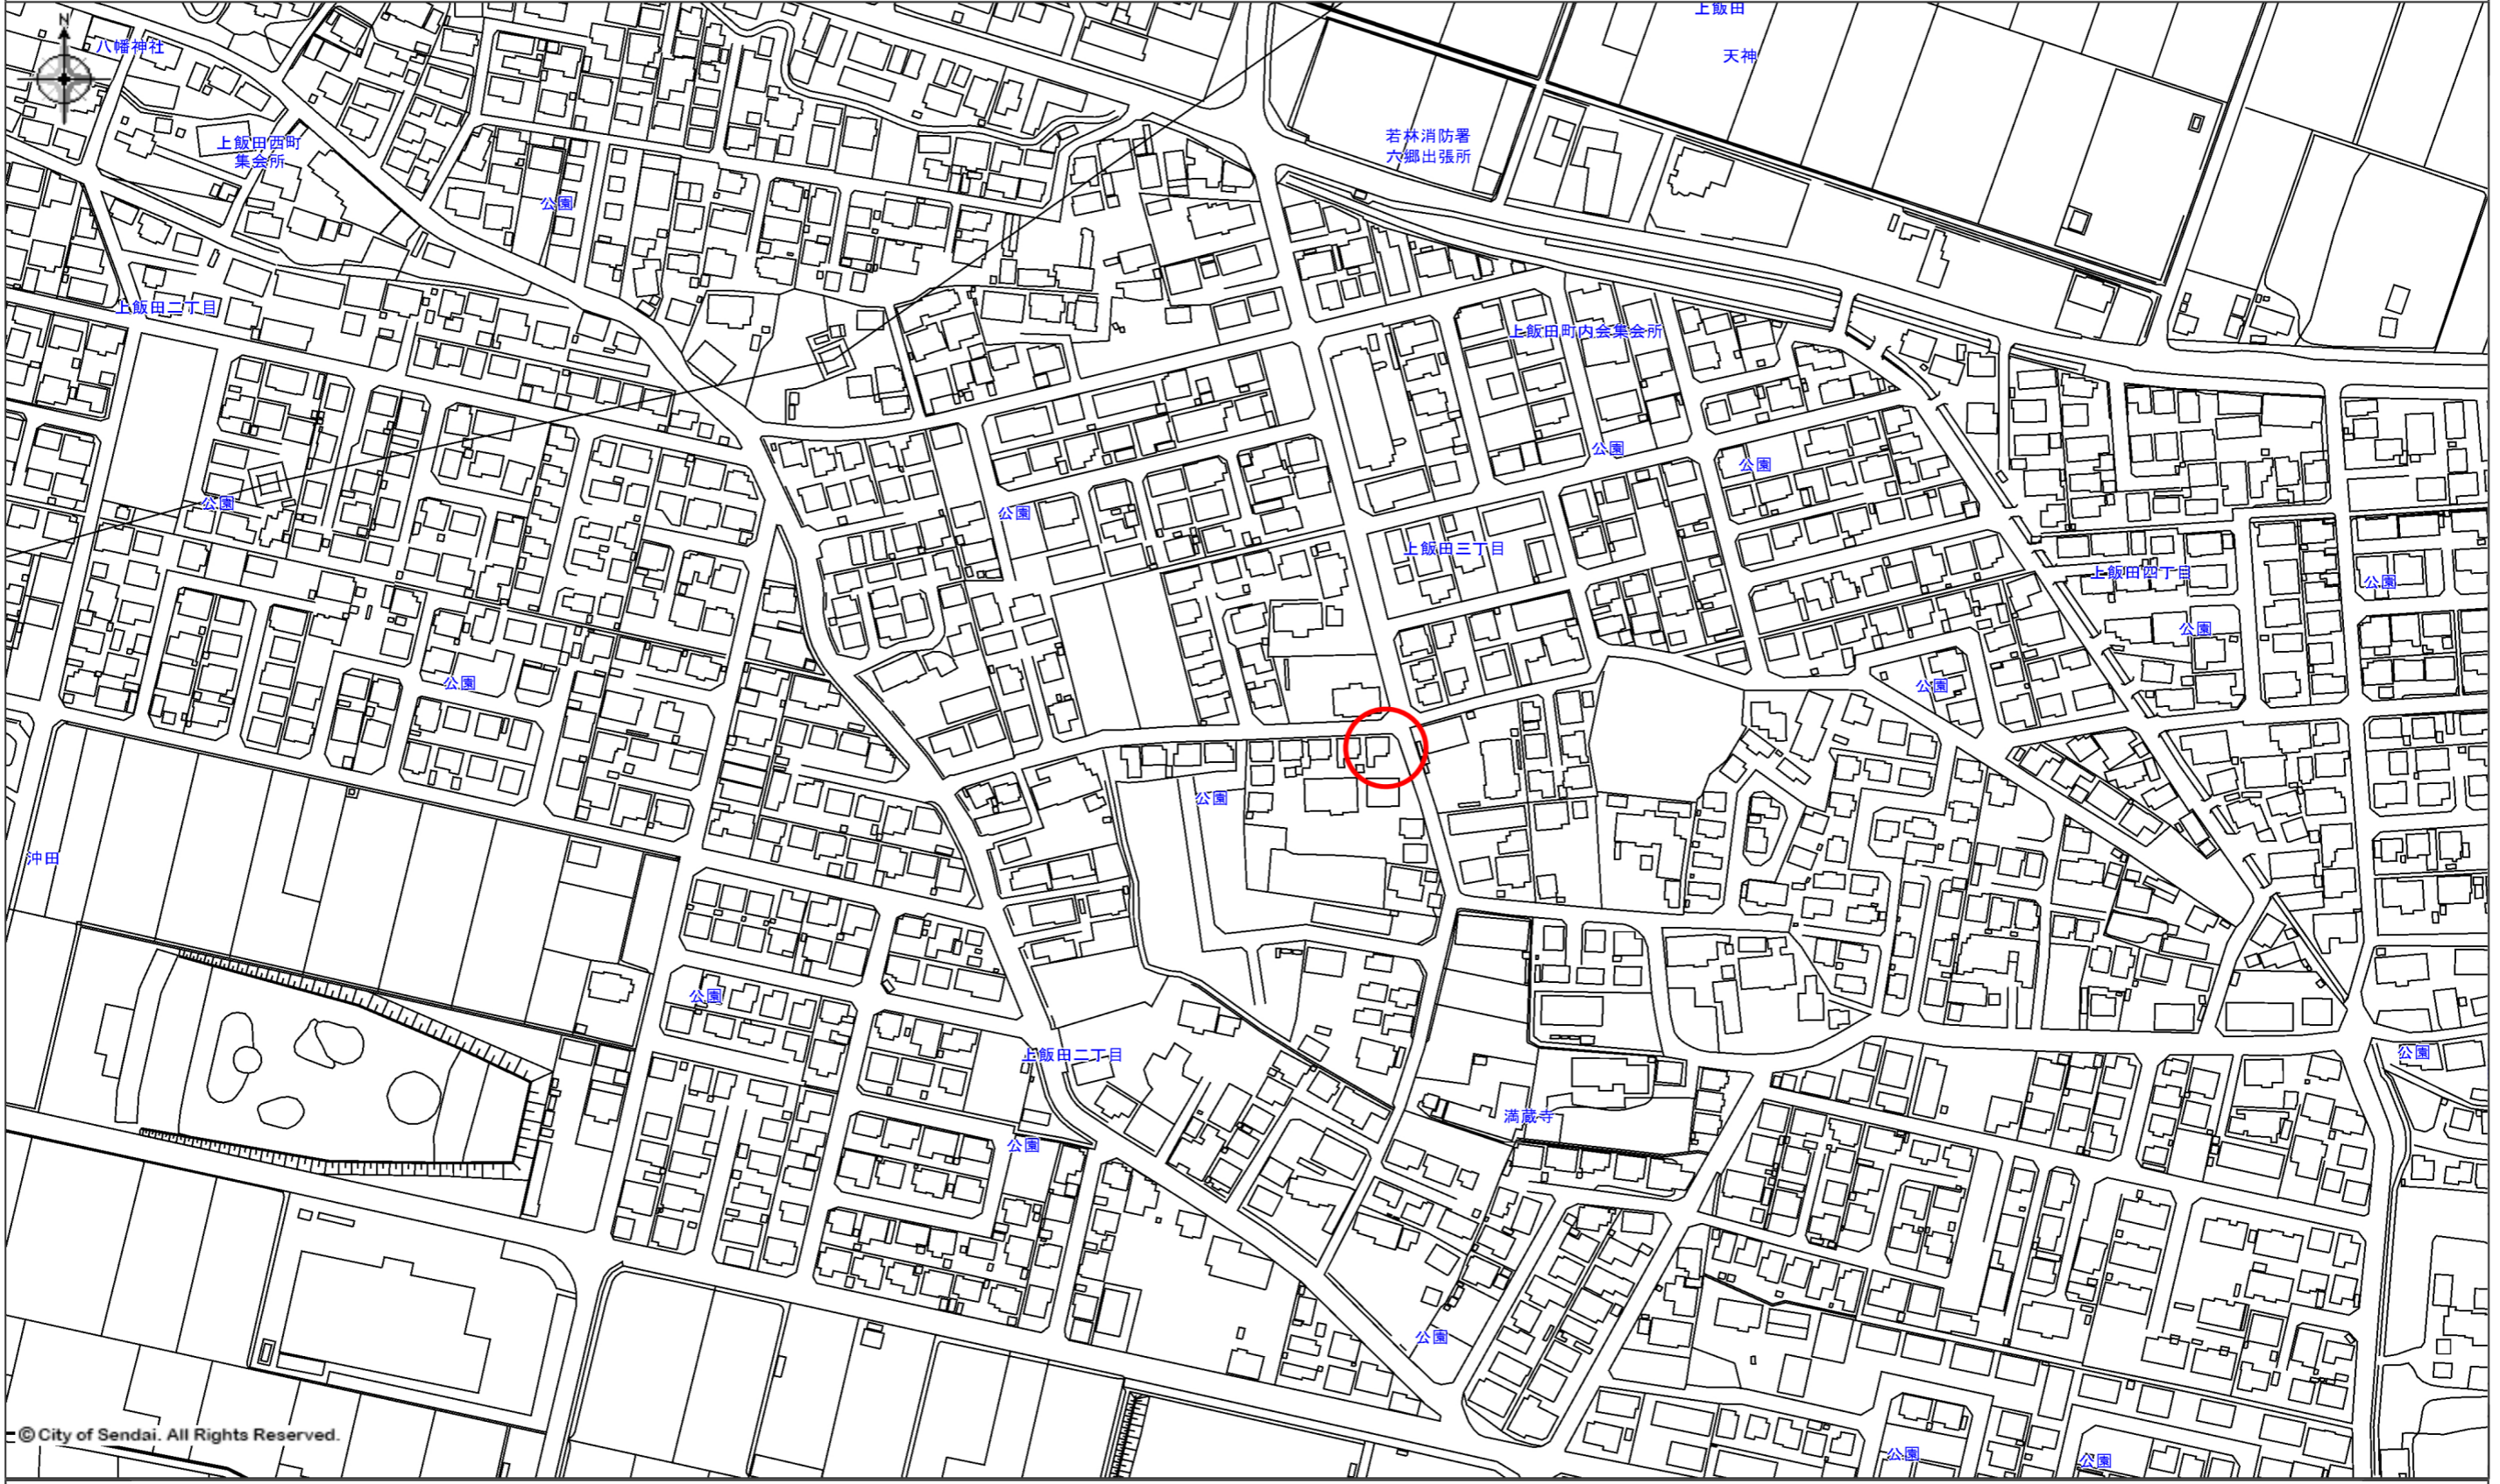 上飯田
N
八幡神社
天神
若林消防署
六郷出張所
上飯田西町
集会所
公園
上飯田二丁目
上飯田町内会集会所
公園
公園
公園
公園
上飯田三丁目
上飯田四丁目
公園
公園
公園
公園
公園
沖田
公園
上飯田二丁目
公園
満蔵寺
公園
公園
公園
公園
©City of Sendai. All Rights Reserved.
公園